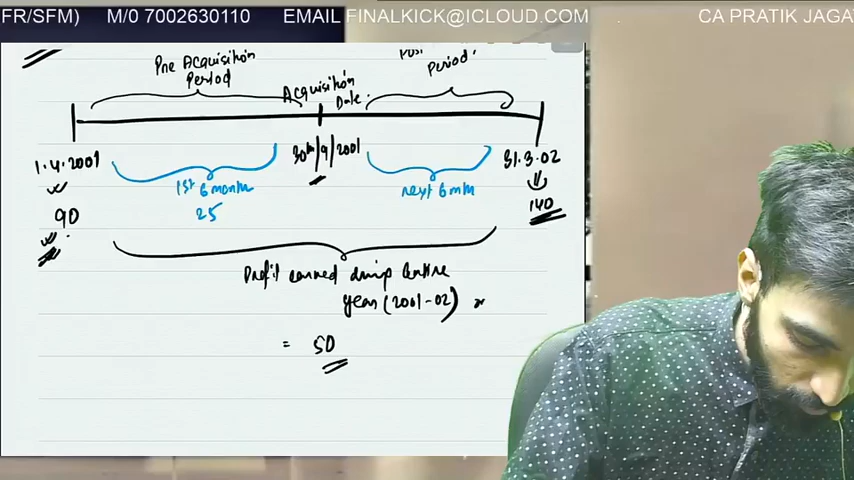 FR/SFM) M/0 7002630110 EMAIL FINALKICK@ICLOUD.COM CA PRATIK JAGA
Pre Acquisition
Period
Acquisition
Date.
Post
Period.
1.4.2001
30th/9/2001
31.3.02
1st 6 month
25
next 6 mth
90
140
Profit earned during Entire
year (2001-02)
= 50